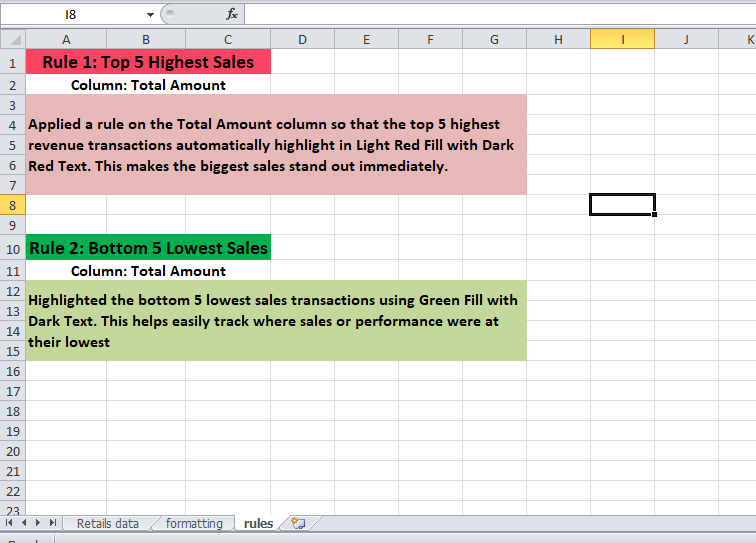 I8
fx
A B C D E F G H I J K
1 Rule 1: Top 5 Highest Sales
2 Column: Total Amount
3
4 Applied a rule on the Total Amount column so that the top 5 highest
5 revenue transactions automatically highlight in Light Red Fill with Dark
6 Red Text. This makes the biggest sales stand out immediately.
7
8
9
10 Rule 2: Bottom 5 Lowest Sales
11 Column: Total Amount
12 Highlighted the bottom 5 lowest sales transactions using Green Fill with
13 Dark Text. This helps easily track where sales or performance were at
14 their lowest
15
16
17
18
19
20
21
22
23
Retails data formatting rules